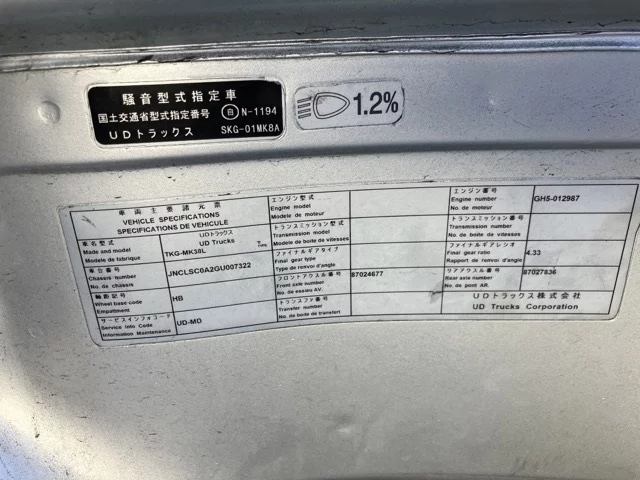 騒音型式指定車
国土交通省型式指定番号 自 N-1194
UDトラックス SKG-01MK8A
1.2%
車両主要諸元票
VEHICLE SPECIFICATIONS
SPECIFICATIONS DE VEHICULE
車名型式
Made and model
Modele de fabrique
UDトラックス
UD Trucks
TKG-MK38L
TYPE
車台番号
Chassis number
No. de chassis
JNCLSC0A2GU007322
軸距記号
Wheel base code
Empattement
HB
サービスインフォコード
Service Info Code
Information Maintenance
UD-MD
エンジン型式
Engine model
Modele de moteur
トランスミッション型式
Transmission model
Modele de boite de vitesses
ファイナルギアタイプ
Final gear type
Type de renvoi d'angle
フロントアクスル番号
Front axle number
No. de essieu AV.
87024677
トランスファ番号
Transfer number
No. de boite de transfert
エンジン番号
Engine number
No. de moteur
GH5-012987
トランスミッション番号
Transmission number
No. de boite de vitesses
ファイナルギアレシオ
Final gear ratio
Rapport de renvoi d'angle
4.33
リアアクスル番号
Rear axle number
No. de pont AR.
87027836
UDトラックス株式会社
UD Trucks Corporation